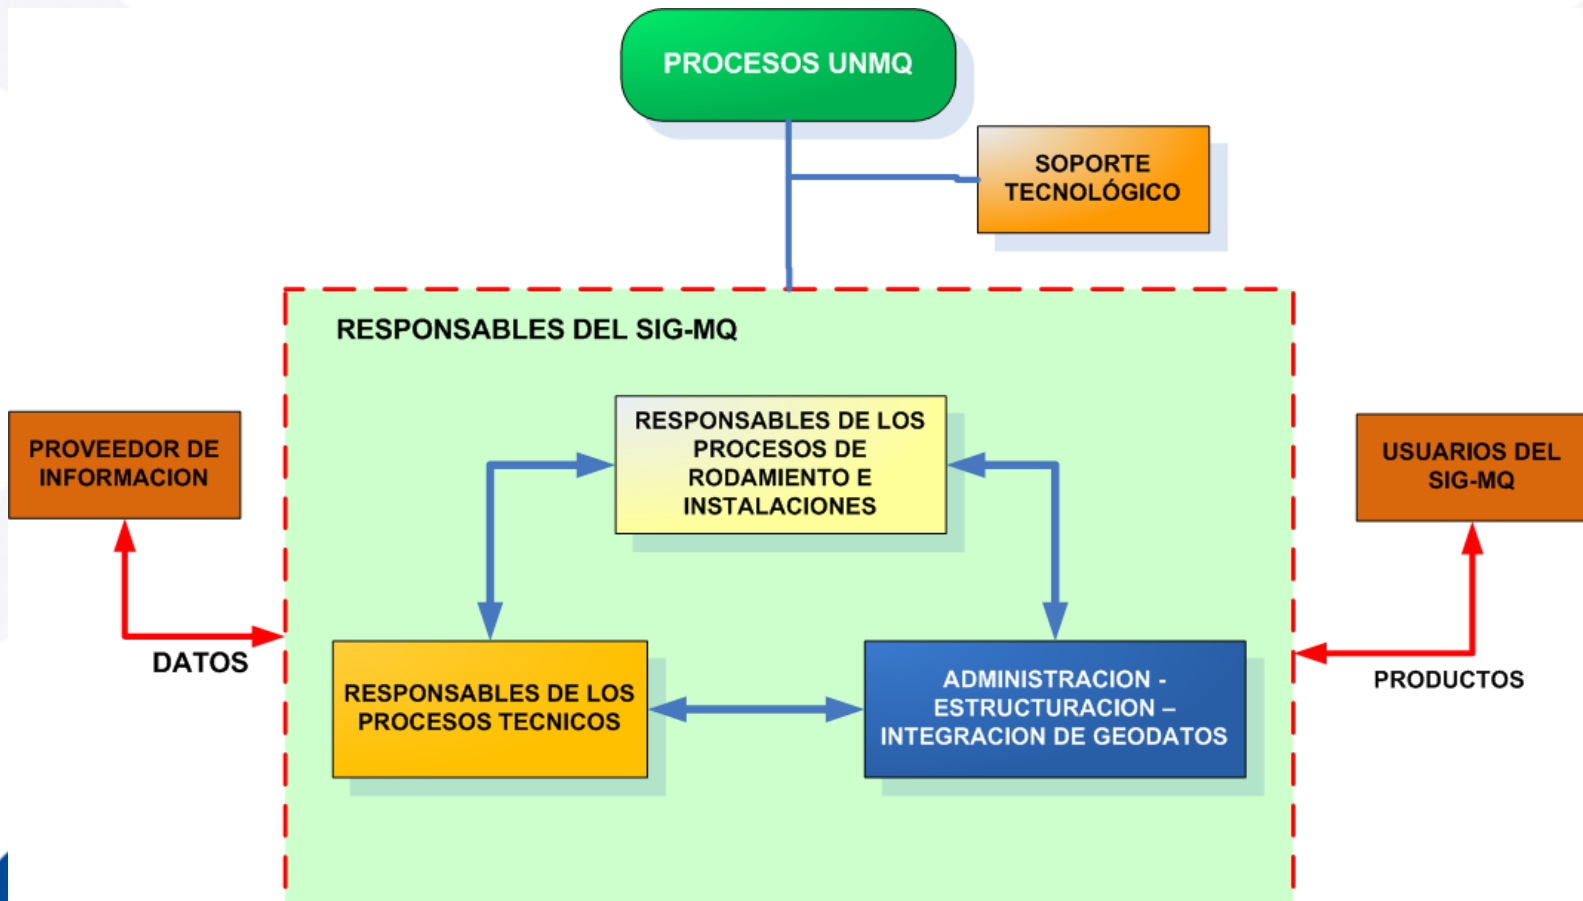 PROCESOS UNMQ
SOPORTE
TECNOLÓGICO
RESPONSABLES DEL SIG-MQ
RESPONSABLES DE LOS
PROCESOS DE
RODAMIENTO E
INSTALACIONES
PROVEEDOR DE
INFORMACION
USUARIOS DEL
SIG-MQ
DATOS
PRODUCTOS
RESPONSABLES DE LOS
PROCESOS TECNICOS
ADMINISTRACION -
ESTRUCTURACION –
INTEGRACION DE GEODATOS